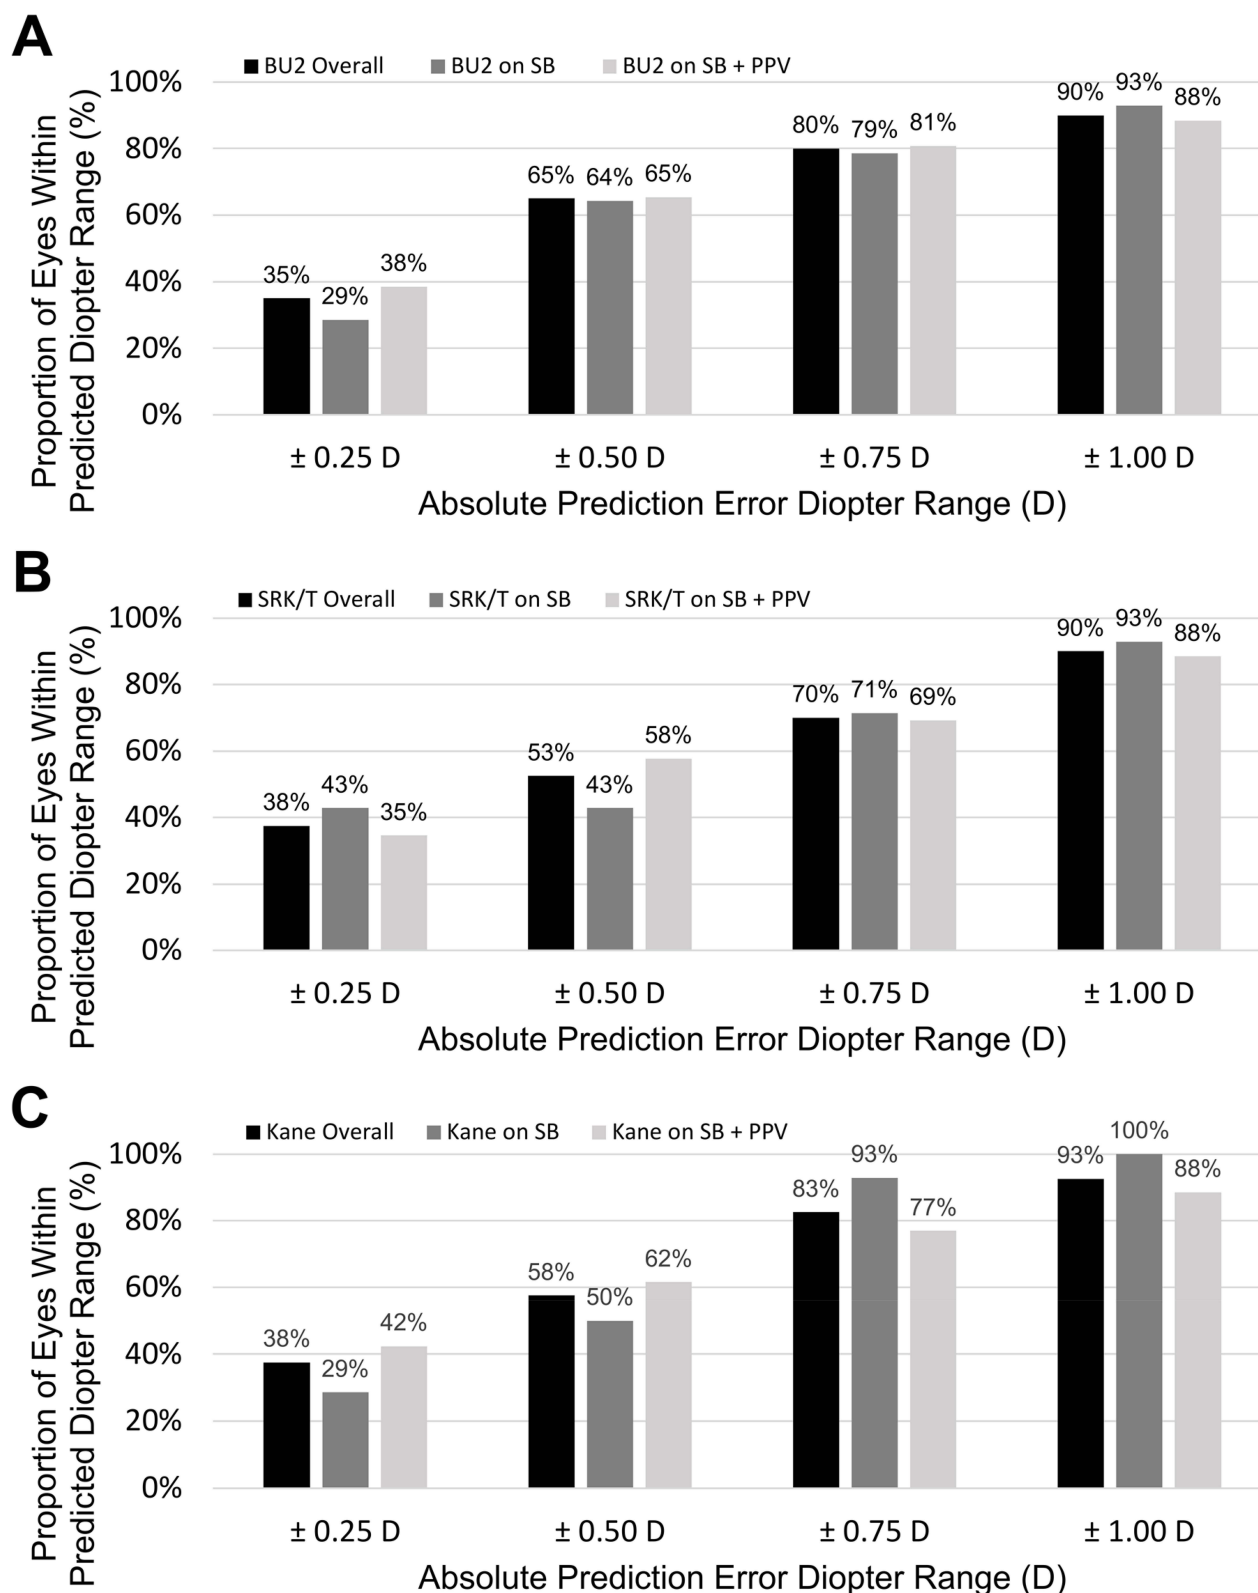 A
BU2 Overall BU2 on SB BU2 on SB + PPV
Proportion of Eyes Within
Predicted Diopter Range (%)
100%
80%
60%
40%
20%
0%
35% 29% 38%
65% 64% 65%
80% 79% 81%
90% 93% 88%
± 0.25 D ± 0.50 D ± 0.75 D ± 1.00 D
Absolute Prediction Error Diopter Range (D)
B
SRK/T Overall SRK/T on SB SRK/T on SB + PPV
Proportion of Eyes Within
Predicted Diopter Range (%)
100%
80%
60%
40%
20%
0%
38% 43% 35%
53% 43% 58%
70% 71% 69%
90% 93% 88%
± 0.25 D ± 0.50 D ± 0.75 D ± 1.00 D
Absolute Prediction Error Diopter Range (D)
C
Kane Overall Kane on SB Kane on SB + PPV
Proportion of Eyes Within
Predicted Diopter Range (%)
100%
80%
60%
40%
20%
0%
38% 29% 42%
58% 50% 62%
83% 93% 77%
93% 100% 88%
± 0.25 D ± 0.50 D ± 0.75 D ± 1.00 D
Absolute Prediction Error Diopter Range (D)